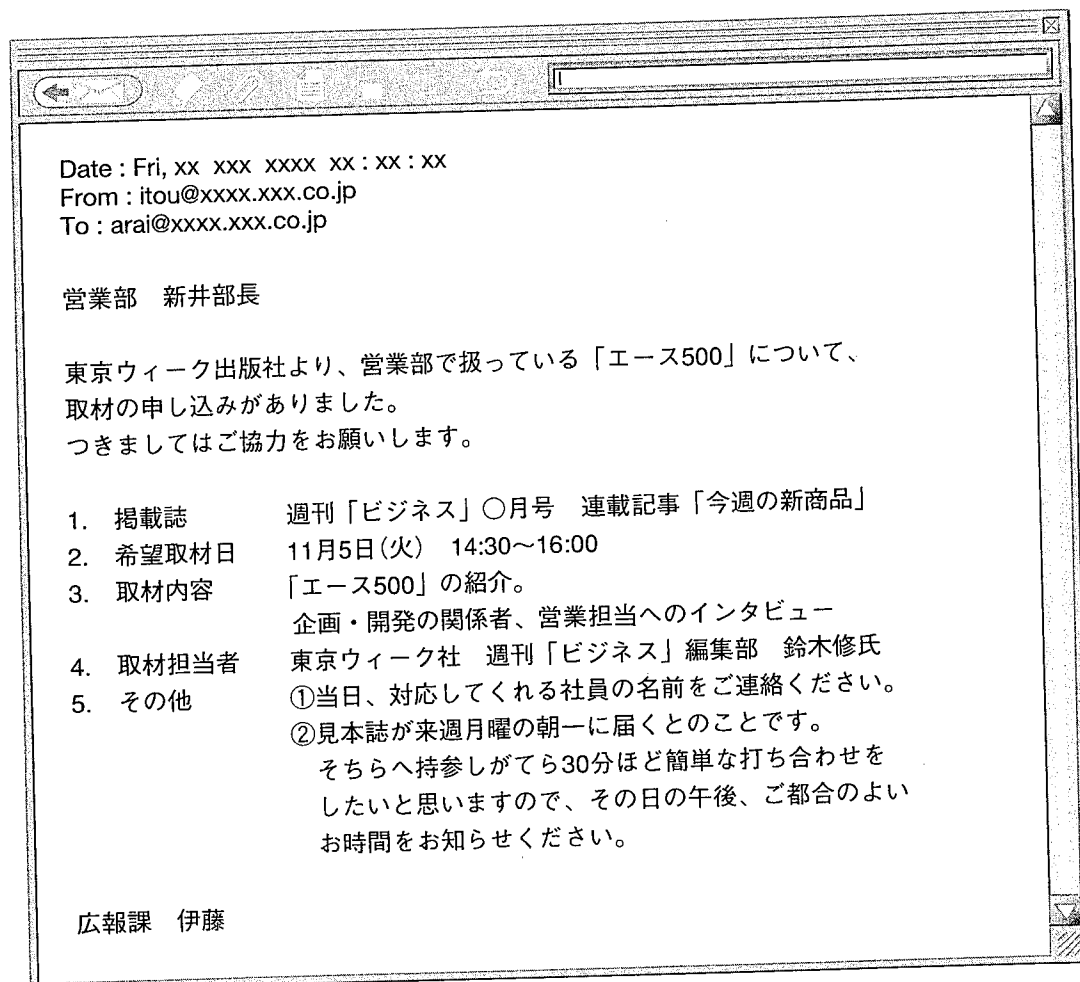 Date : Fri, xx xxx xxxx xx : xx : xx
From : itou@xxxx.xxx.co.jp
To : arai@xxxx.xxx.co.jp
営業部　新井部長
東京ウィーク出版社より、営業部で扱っている「エース500」について、
取材の申し込みがありました。
つきましてはご協力をお願いします。
1. 掲載誌　週刊「ビジネス」〇月号　連載記事「今週の新商品」
2. 希望取材日　11月5日(火)　14:30～16:00
3. 取材内容　「エース500」の紹介。
企画・開発の関係者、営業担当へのインタビュー
4. 取材担当者　東京ウィーク社　週刊「ビジネス」編集部　鈴木修氏
5. その他　①当日、対応してくれる社員の名前をご連絡ください。
②見本誌が来週月曜の朝一に届くとのことです。
そちらへ持参しがてら30分ほど簡単な打ち合わせを
したいと思いますので、その日の午後、ご都合のよい
お時間をお知らせください。
広報課　伊藤